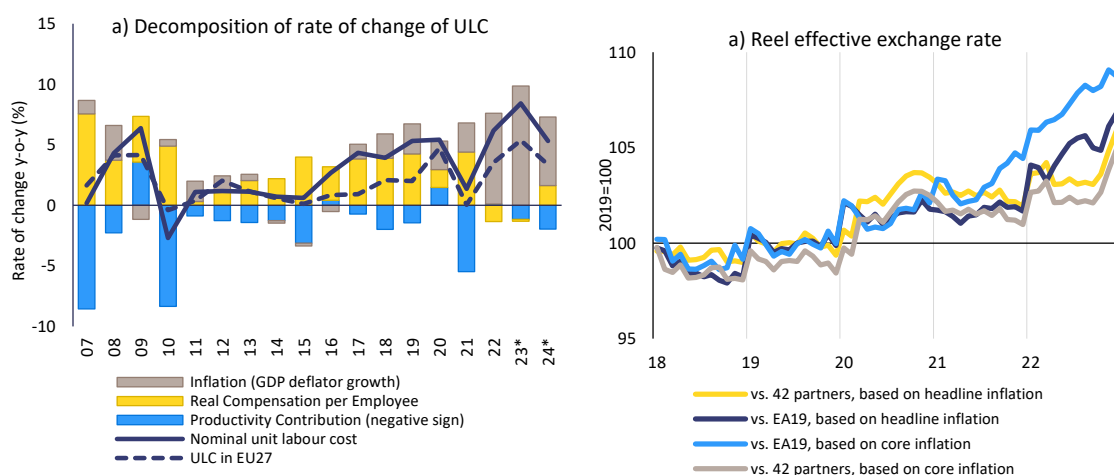 a) Decomposition of rate of change of ULC
Rate of change y-o-y (%)
15
10
5
0
-5
-10
07
08
09
10
11
12
13
14
15
16
17
18
19
20
21
22
23*
24*
Inflation (GDP deflator growth)
Real Compensation per Employee
Productivity Contribution (negative sign)
Nominal unit labour cost
ULC in EU27
a) Reel effective exchange rate
2019=100
110
105
100
95
18
19
20
21
22
vs. 42 partners, based on headline inflation
vs. EA19, based on headline inflation
vs. EA19, based on core inflation
vs. 42 partners, based on core inflation